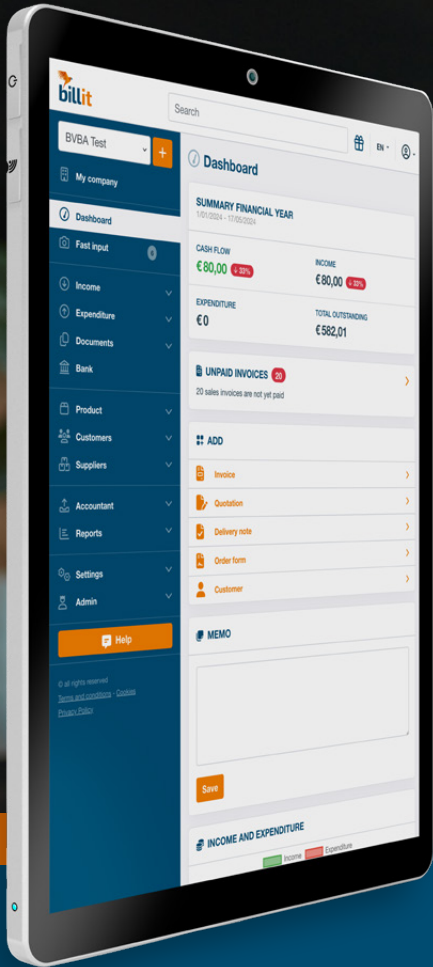 billit
Search
EN
BVBA Test
+
My company
Dashboard
Fast input
Income
Expenditure
Documents
Bank
Product
Customers
Suppliers
Accountant
Reports
Settings
Admin
Help
© all rights reserved
Terms and conditions - Cookies
Privacy Policy
Dashboard
SUMMARY FINANCIAL YEAR
1/01/2024 - 17/05/2024
CASH FLOW
€80,00 ↓33%
INCOME
€80,00 ↓33%
EXPENDITURE
€0
TOTAL OUTSTANDING
€582,01
UNPAID INVOICES 20
20 sales invoices are not yet paid
ADD
Invoice
Quotation
Delivery note
Order form
Customer
MEMO
Save
INCOME AND EXPENDITURE
Income Expenditure